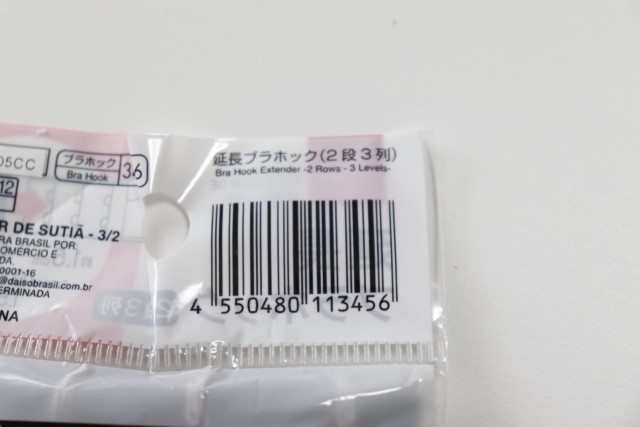 05CC
ブラホック
Bra Hook
36
12
延長ブラホック(2段3列)
Bra Hook Extender -2 Rows - 3 Levels-
R DE SUTIÃ - 3/2
RA BRASIL POR:
OMÉRCIO E
DA.
0001-16
@daisobrasil.com.br
ERMINADA
NA
4 550480 113456